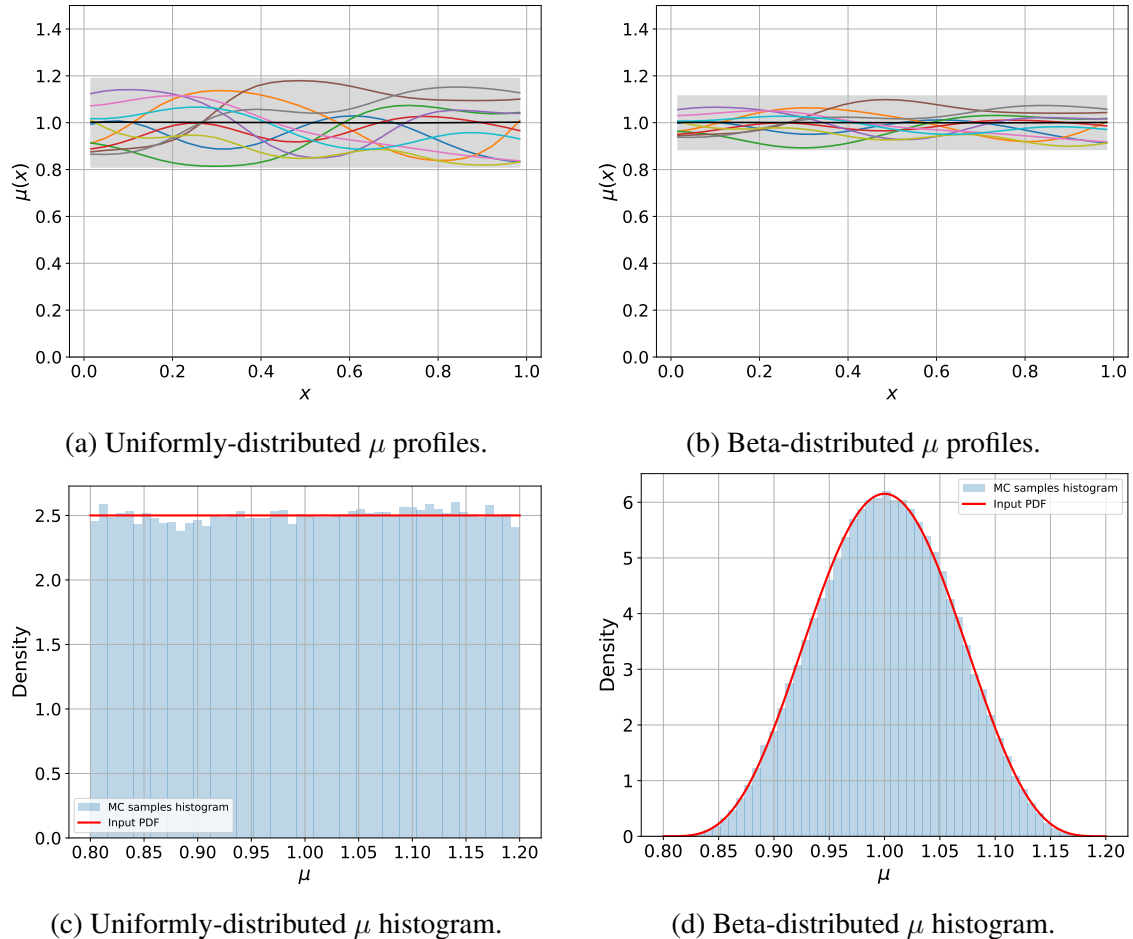 1.4
1.2
1.0
0.8
0.6
0.4
0.2
0.0
μ(x)
0.0 0.2 0.4 0.6 0.8 1.0
x
(a) Uniformly-distributed μ profiles.
1.4
1.2
1.0
0.8
0.6
0.4
0.2
0.0
μ(x)
0.0 0.2 0.4 0.6 0.8 1.0
x
(b) Beta-distributed μ profiles.
2.5
2.0
1.5
1.0
0.5
0.0
Density
MC samples histogram
Input PDF
0.80 0.85 0.90 0.95 1.00 1.05 1.10 1.15 1.20
μ
(c) Uniformly-distributed μ histogram.
6
5
4
3
2
1
0
Density
MC samples histogram
Input PDF
0.80 0.85 0.90 0.95 1.00 1.05 1.10 1.15 1.20
μ
(d) Beta-distributed μ histogram.